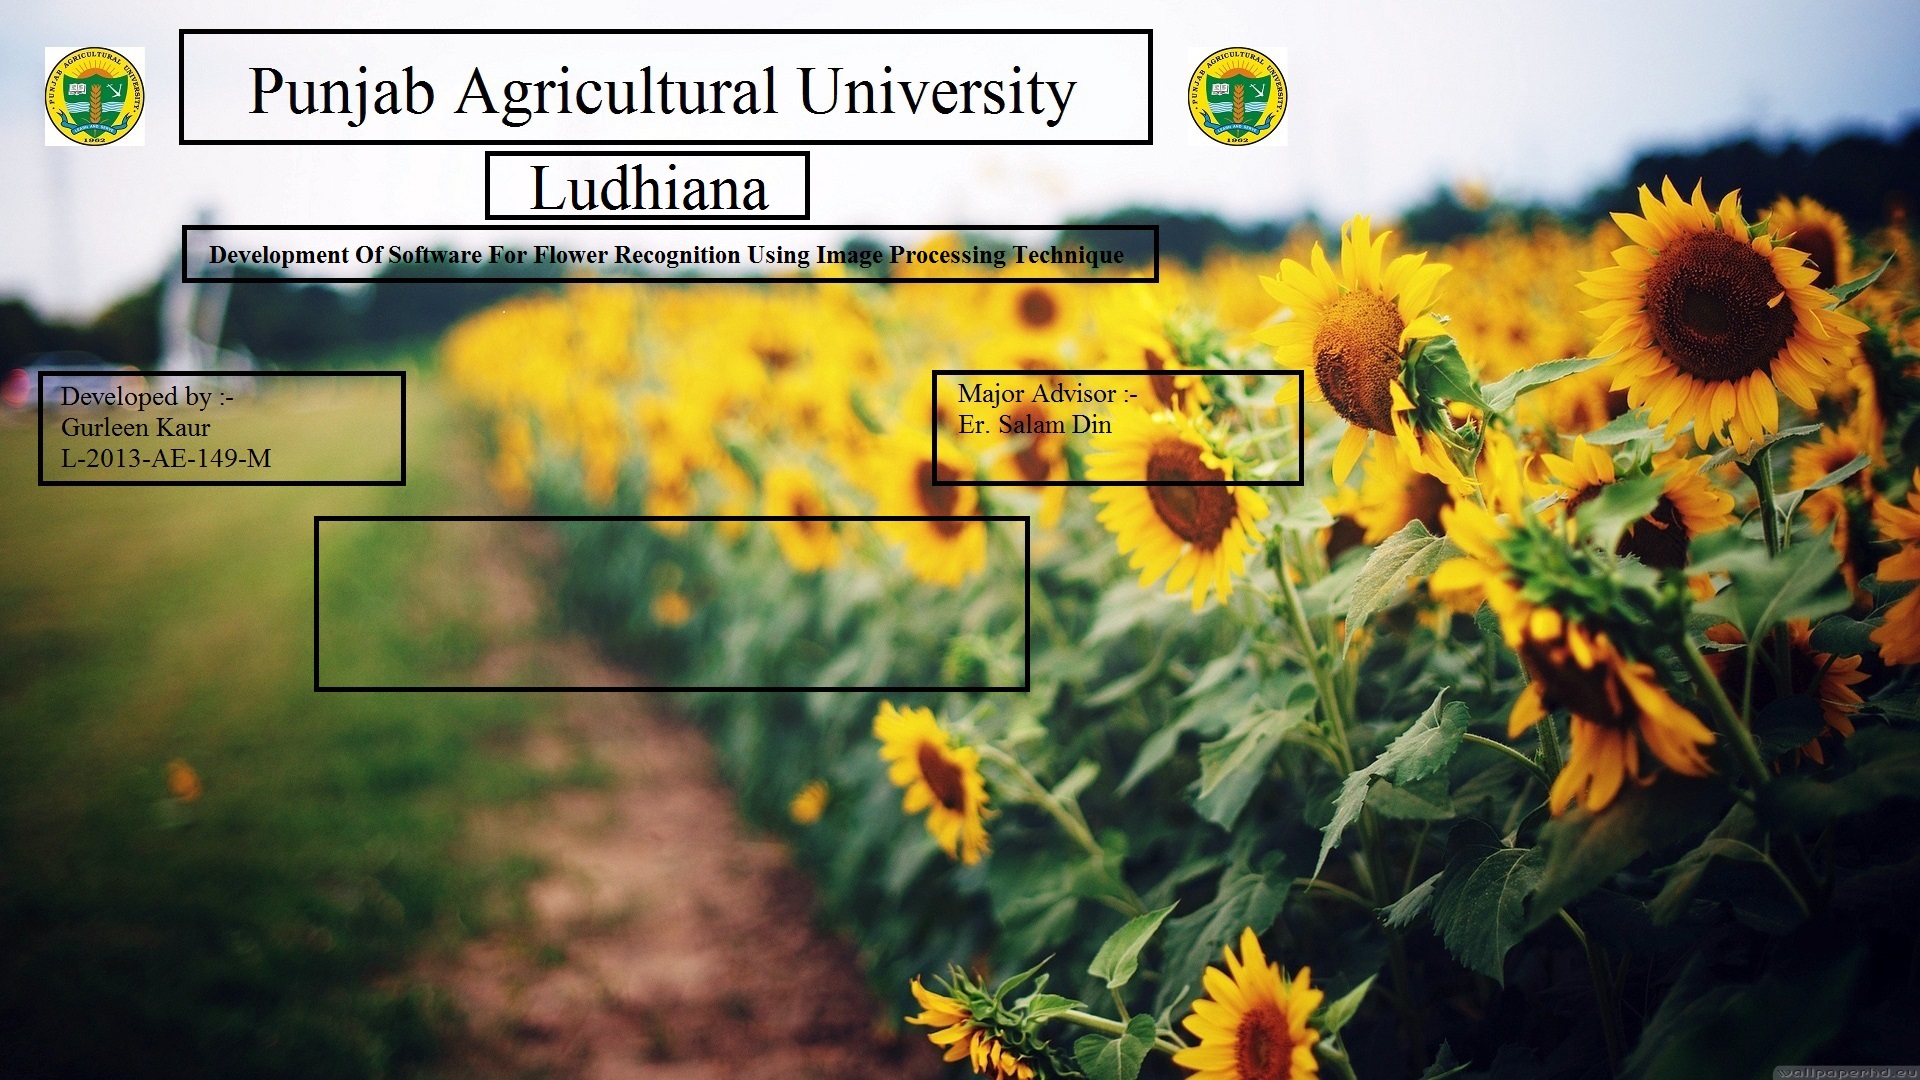 PUNJAB AGRICULTURAL UNIVERSITY
1962
Punjab Agricultural University
PUNJAB AGRICULTURAL UNIVERSITY
1962
Ludhiana
Development Of Software For Flower Recognition Using Image Processing Technique
Developed by :-
Gurleen Kaur
L-2013-AE-149-M
Major Advisor :-
Er. Salam Din
wallpaperhd.eu